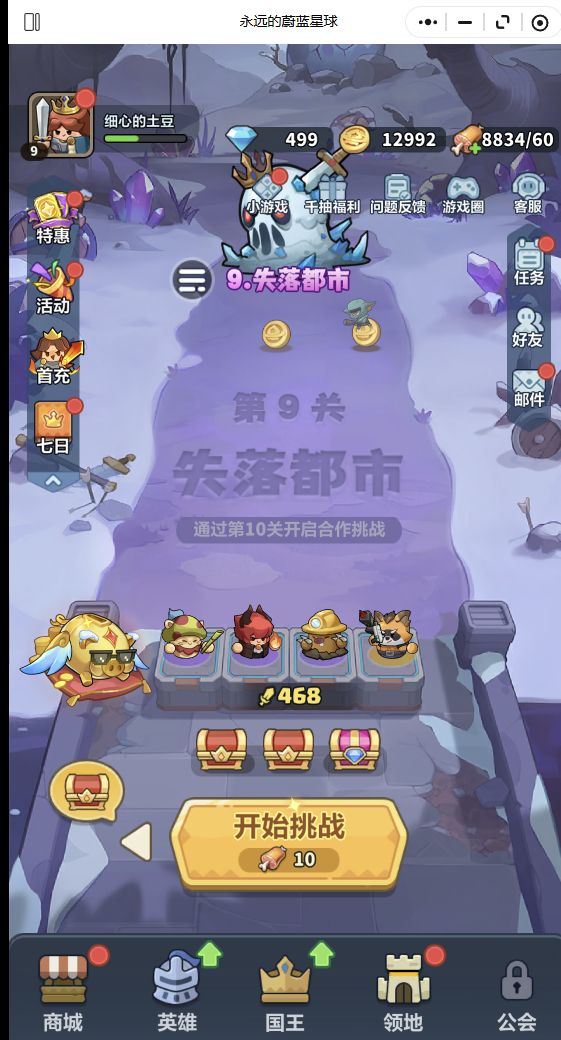 永远的蔚蓝星球
细心的土豆
9
499
12992
8834/60
小游戏
千抽福利
问题反馈
游戏圈
客服
特惠
活动
首充
七日
9.失落都市
任务
好友
邮件
第9关
失落都市
通过第10关开启合作挑战
468
开始挑战
10
商城
英雄
国王
领地
公会